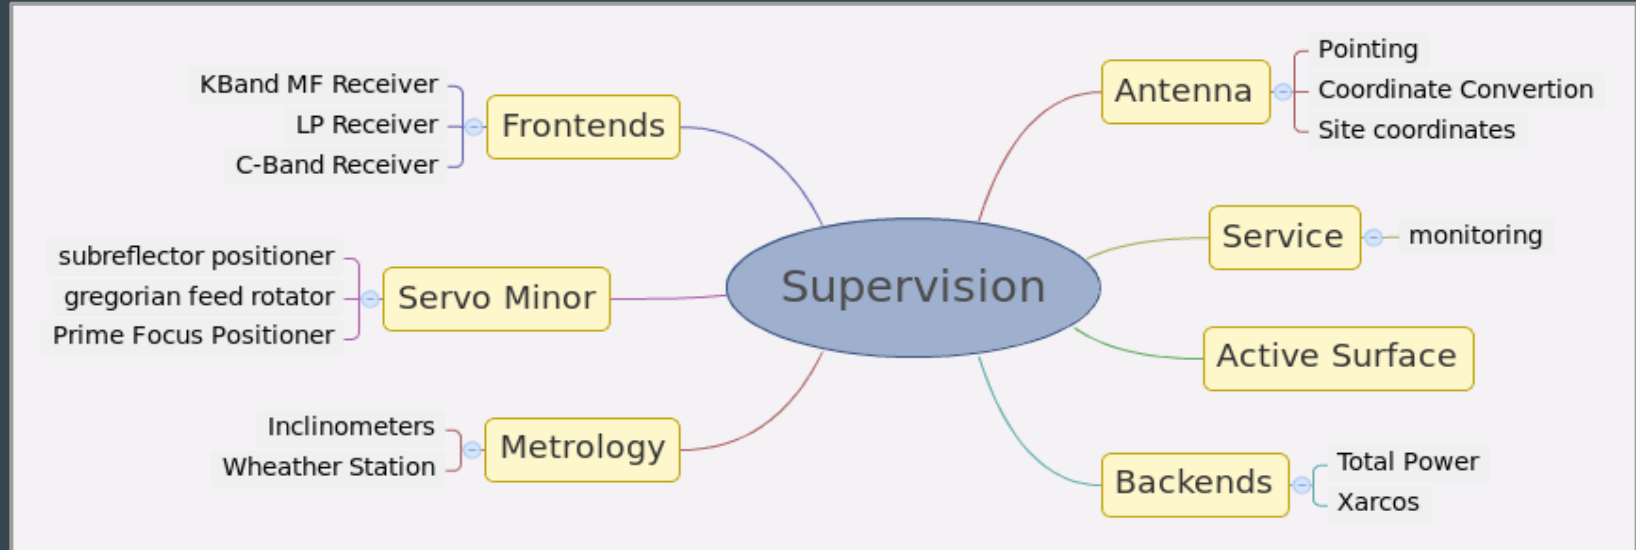 KBand MF Receiver
LP Receiver
C-Band Receiver
Frontends
subreflector positioner
gregorian feed rotator
Prime Focus Positioner
Servo Minor
Inclinometers
Wheather Station
Metrology
Supervision
Antenna
Pointing
Coordinate Convertion
Site coordinates
Service
monitoring
Active Surface
Backends
Total Power
Xarcos